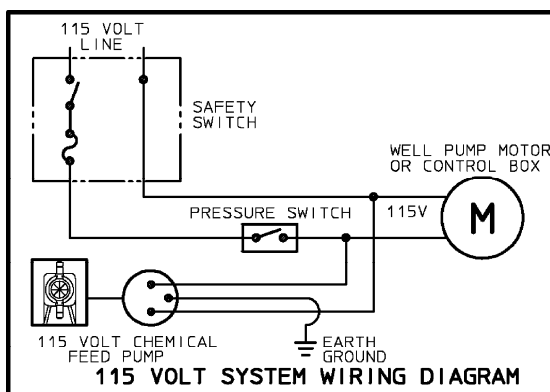 115 VOLT
LINE
SAFETY
SWITCH
WELL PUMP MOTOR
OR CONTROL BOX
PRESSURE SWITCH
115V
M
115 VOLT CHEMICAL
FEED PUMP
EARTH
GROUND
115 VOLT SYSTEM WIRING DIAGRAM